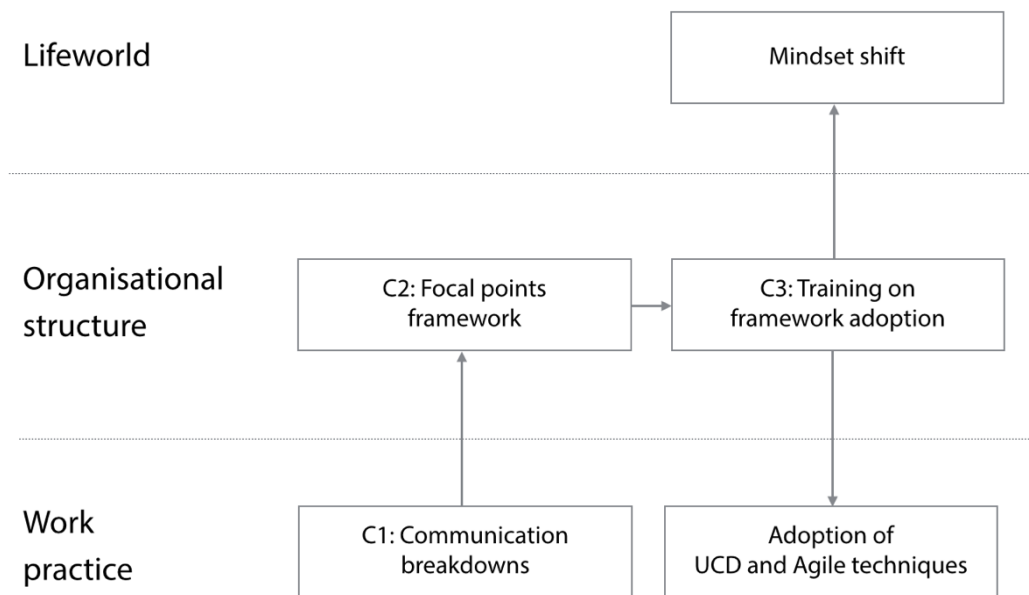 Lifeworld
Mindset shift
Organisational
structure
C2: Focal points
framework
C3: Training on
framework adoption
Work
practice
C1: Communication
breakdowns
Adoption of
UCD and Agile techniques